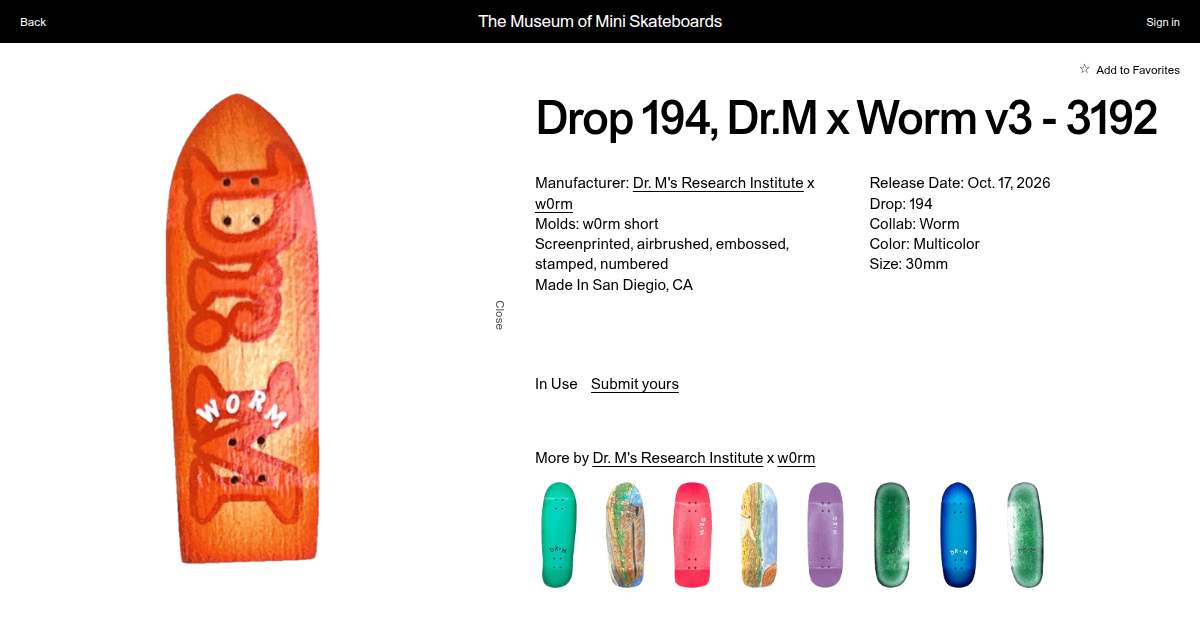 Back
The Museum of Mini Skateboards
Sign in
☆ Add to Favorites
Drop 194, Dr.M x Worm v3 - 3192
Manufacturer: Dr. M's Research Institute x
w0rm
Molds: w0rm short
Screenprinted, airbrushed, embossed,
stamped, numbered
Made In San Diegio, CA
Release Date: Oct. 17, 2026
Drop: 194
Collab: Worm
Color: Multicolor
Size: 30mm
Close
WORM
In Use Submit yours
More by Dr. M's Research Institute x w0rm
DR•M
DR•M